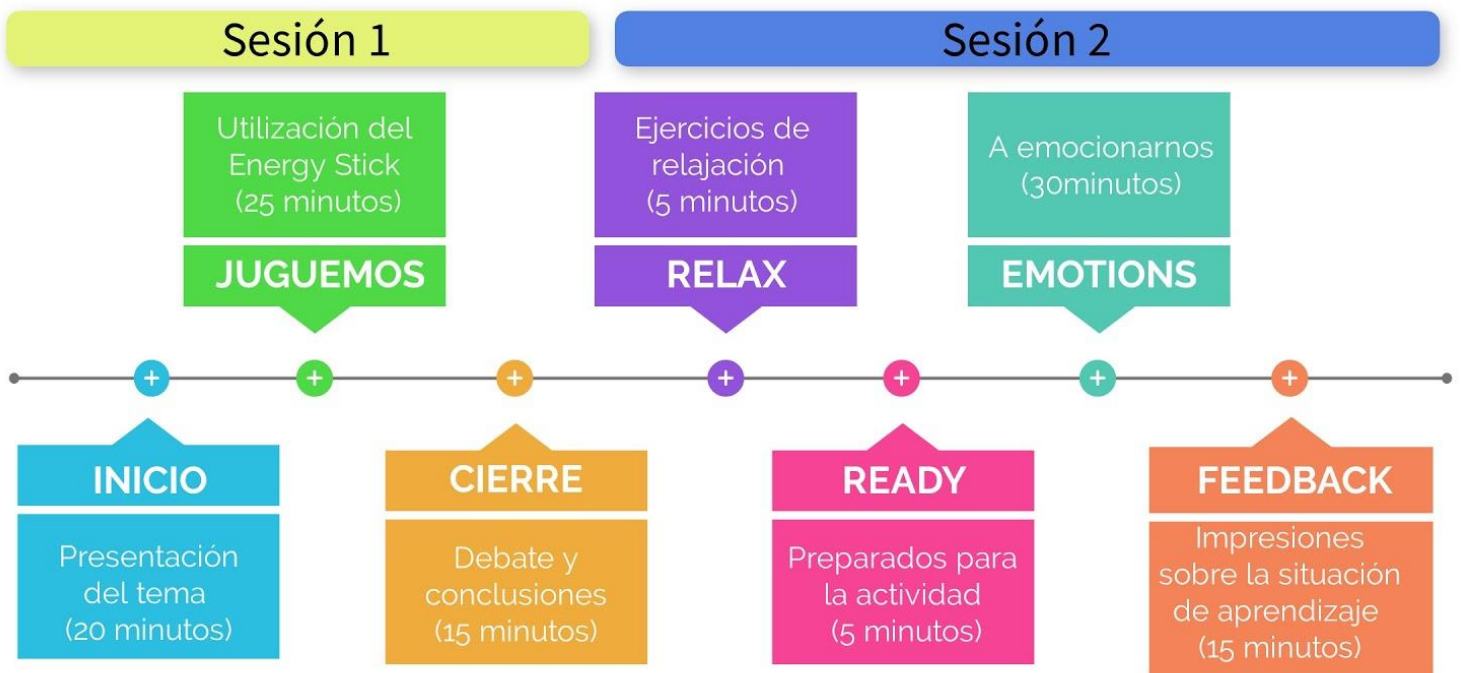 Sesión 1
Sesión 2
Utilización del
Energy Stick
(25 minutos)
JUGUEMOS
Ejercicios de
relajación
(5 minutos)
RELAX
A emocionarnos
(30minutos)
EMOTIONS
INICIO
Presentación
del tema
(20 minutos)
CIERRE
Debate y
conclusiones
(15 minutos)
READY
Preparados para
la actividad
(5 minutos)
FEEDBACK
Impresiones
sobre la situación
de aprendizaje
(15 minutos)